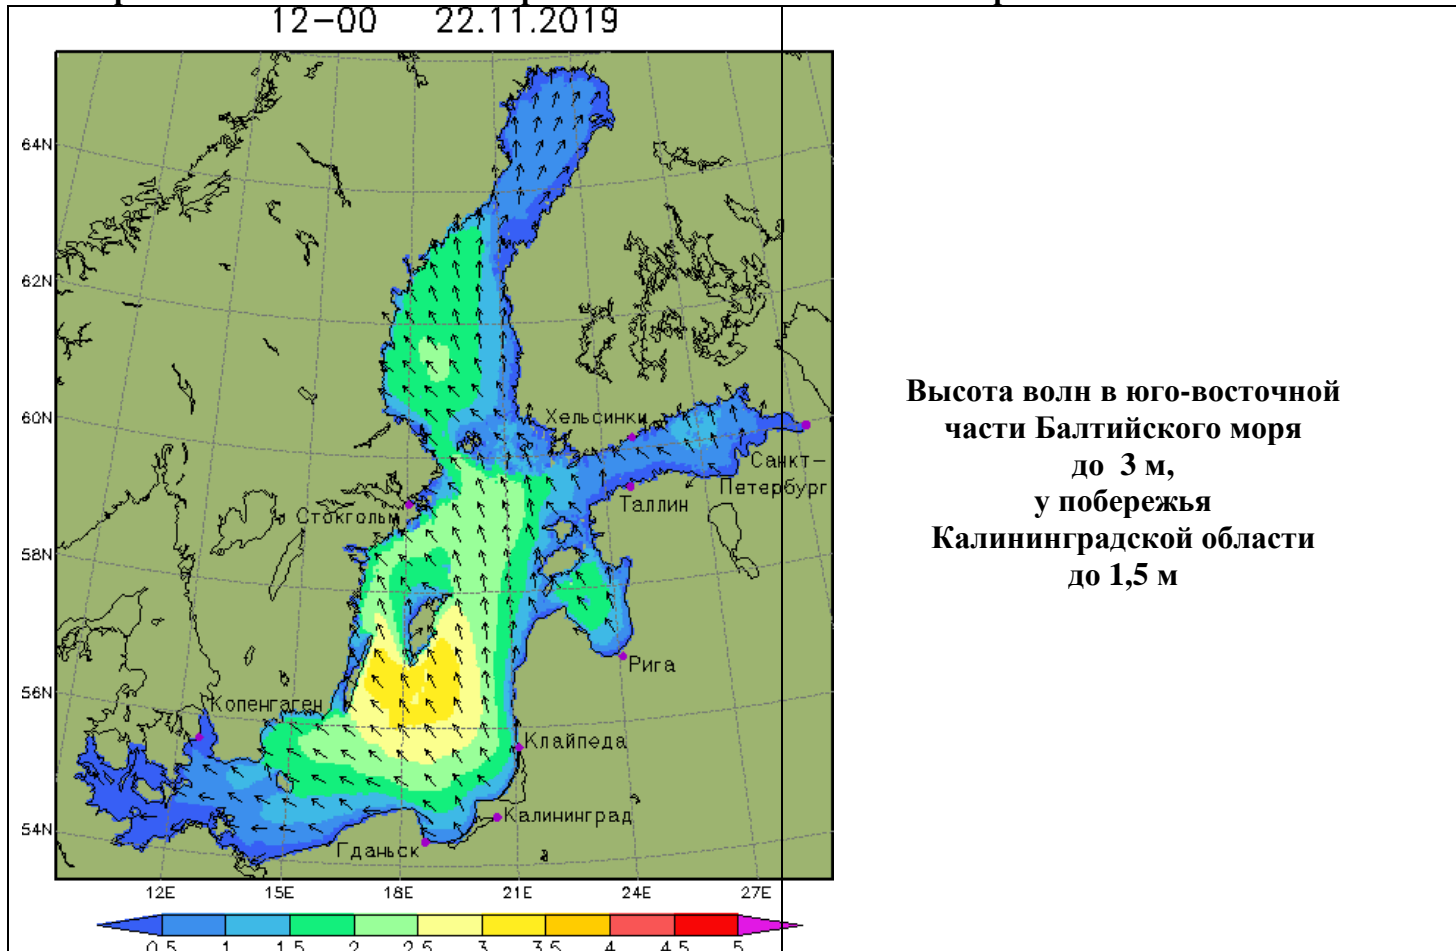 12-00 22.11.2019
64N
62N
60N
58N
56N
54N
Хельсинки
Санкт-
Петербург
Таллин
Стокгольм
Рига
Копенгаген
Клайпеда
Калининград
Гданьск
12E 15E 18E 21E 24E 27E
0.5 1 1.5 2 2.5 3 3.5 4 4.5 5
Высота волн в юго-восточной
части Балтийского моря
до 3 м,
у побережья
Калининградской области
до 1,5 м